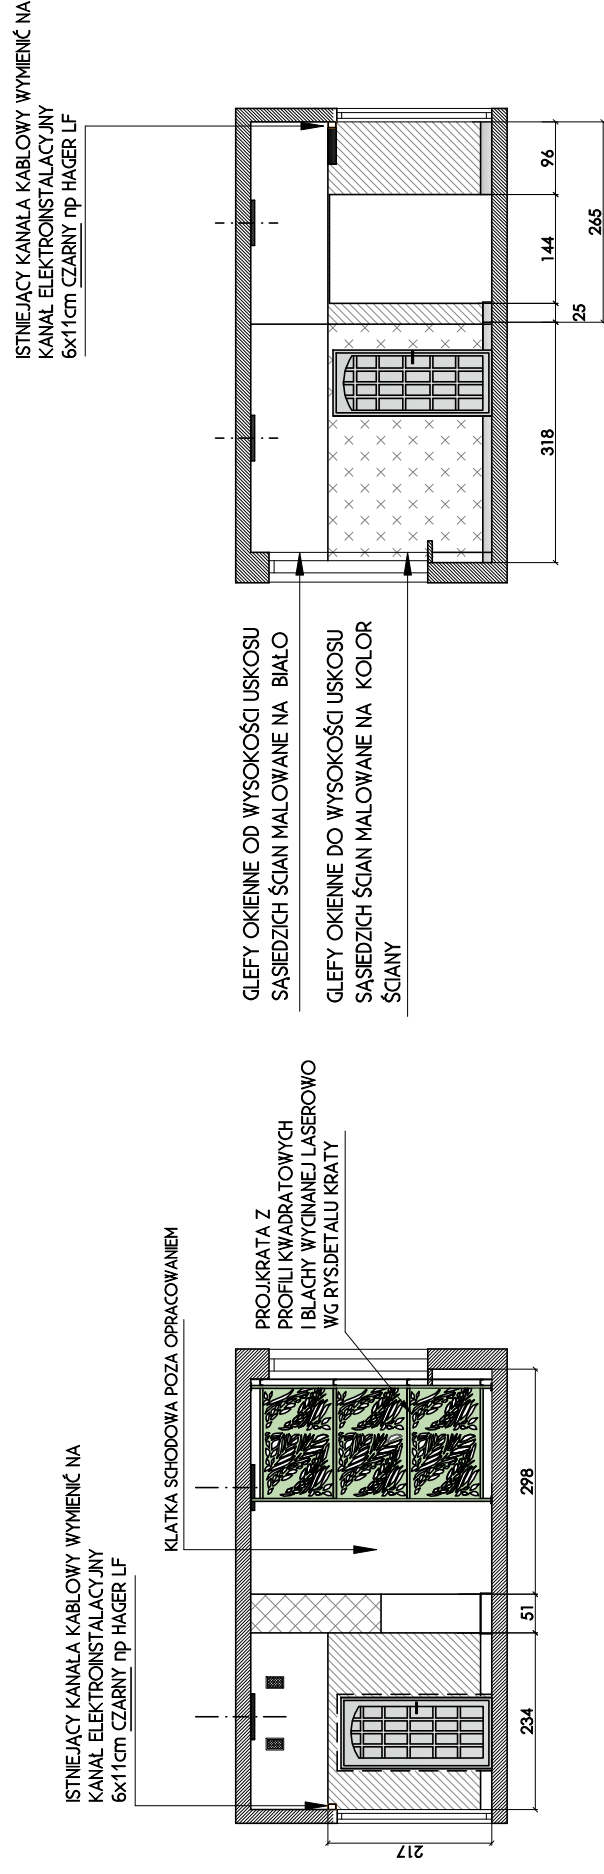 ISTNIEJĄCY KANAŁA KABLOWY WYMIENIĆ NA
KANAŁ ELEKTROINSTALACYJNY
6x11cm CZARNY np HAGER LF
KLATKA SCHODOWA POZA OPRACOWANIEM
PROJ.KRATA Z
PROFILI KWADRATOWYCH
I BLACHY WYCINANEJ LASEROWO
WG RYS.DETALU KRATY
217
234
51
298
GLEFY OKIENNE OD WYSOKOŚCI USKOSU
SĄSIEDZICH ŚCIAN MALOWANE NA BIAŁO
GLEFY OKIENNE DO WYSOKOŚCI USKOSU
SĄSIEDZICH ŚCIAN MALOWANE NA KOLOR
ŚCIANY
ISTNIEJĄCY KANAŁA KABLOWY WYMIENIĆ NA
KANAŁ ELEKTROINSTALACYJNY
6x11cm CZARNY np HAGER LF
318
25
144
96
265